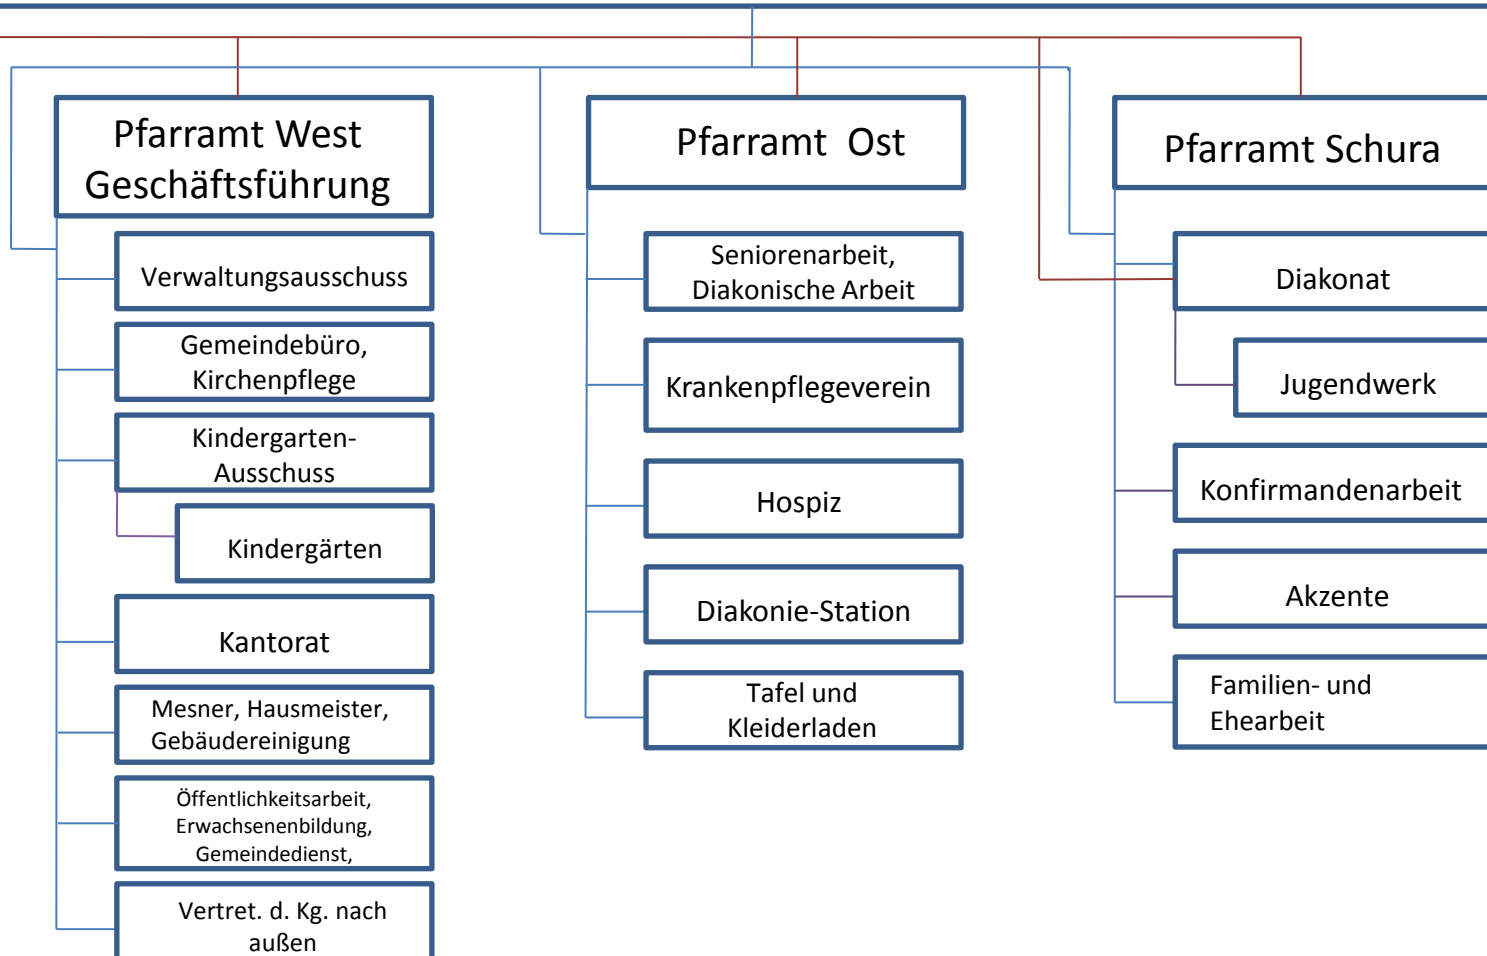 Pfarramt West
Geschäftsführung
Verwaltungsausschuss
Gemeindebüro,
Kirchenpflege
Kindergarten-
Ausschuss
Kindergärten
Kantorat
Mesner, Hausmeister,
Gebäudereinigung
Öffentlichkeitsarbeit,
Erwachsenenbildung,
Gemeindedienst,
Vertret. d. Kg. nach
außen
Pfarramt Ost
Seniorenarbeit,
Diakonische Arbeit
Krankenpflegeverein
Hospiz
Diakonie-Station
Tafel und
Kleiderladen
Pfarramt Schura
Diakonat
Jugendwerk
Konfirmandenarbeit
Akzente
Familien- und
Ehearbeit